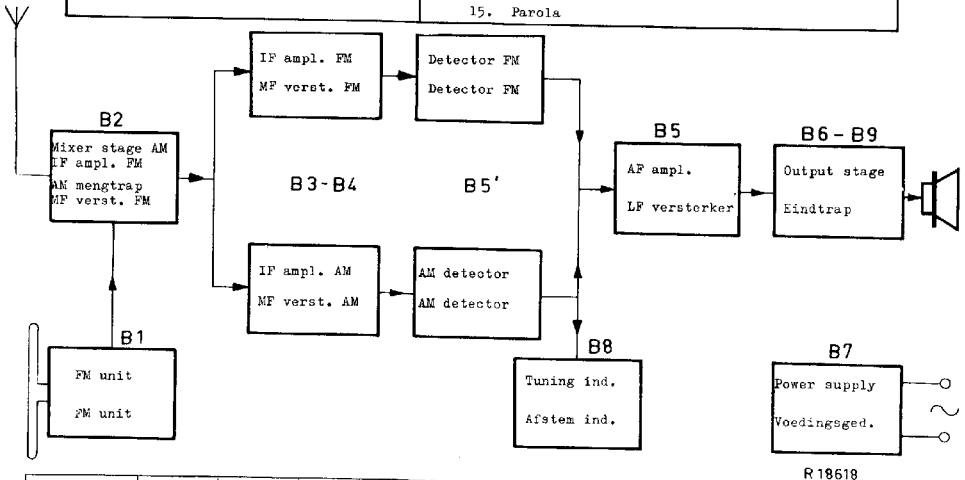 15. Parola
B2
Mixer stage AM
IF ampl. FM
AM mengtrap
MF verst. FM
IF ampl. FM
MF verst. FM
Detector FM
Detector FM
B3-B4
B5'
IF ampl. AM
MF verst. AM
AM detector
AM detector
B5
AF ampl.
LF versterker
B6-B9
Output stage
Eindtrap
B1
FM unit
FM unit
B8
Tuning ind.
Afstem ind.
B7
Power supply
Voedingsged.
R18618